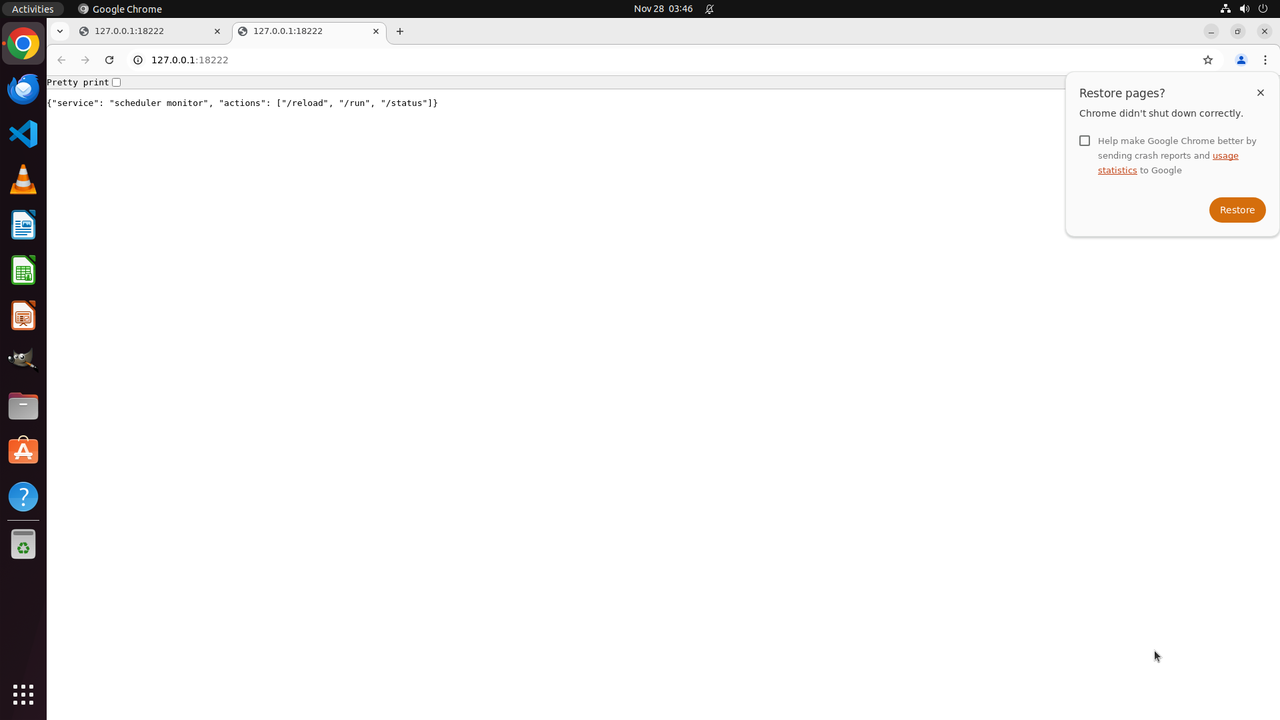 Activities
Google Chrome
Nov 28 03:46
127.0.0.1:18222
127.0.0.1:18222
127.0.0.1:18222
Pretty print
{"service": "scheduler monitor", "actions": ["/reload", "/run", "/status"]}
Restore pages?
Chrome didn't shut down correctly.
Help make Google Chrome better by
sending crash reports and usage
statistics to Google
Restore